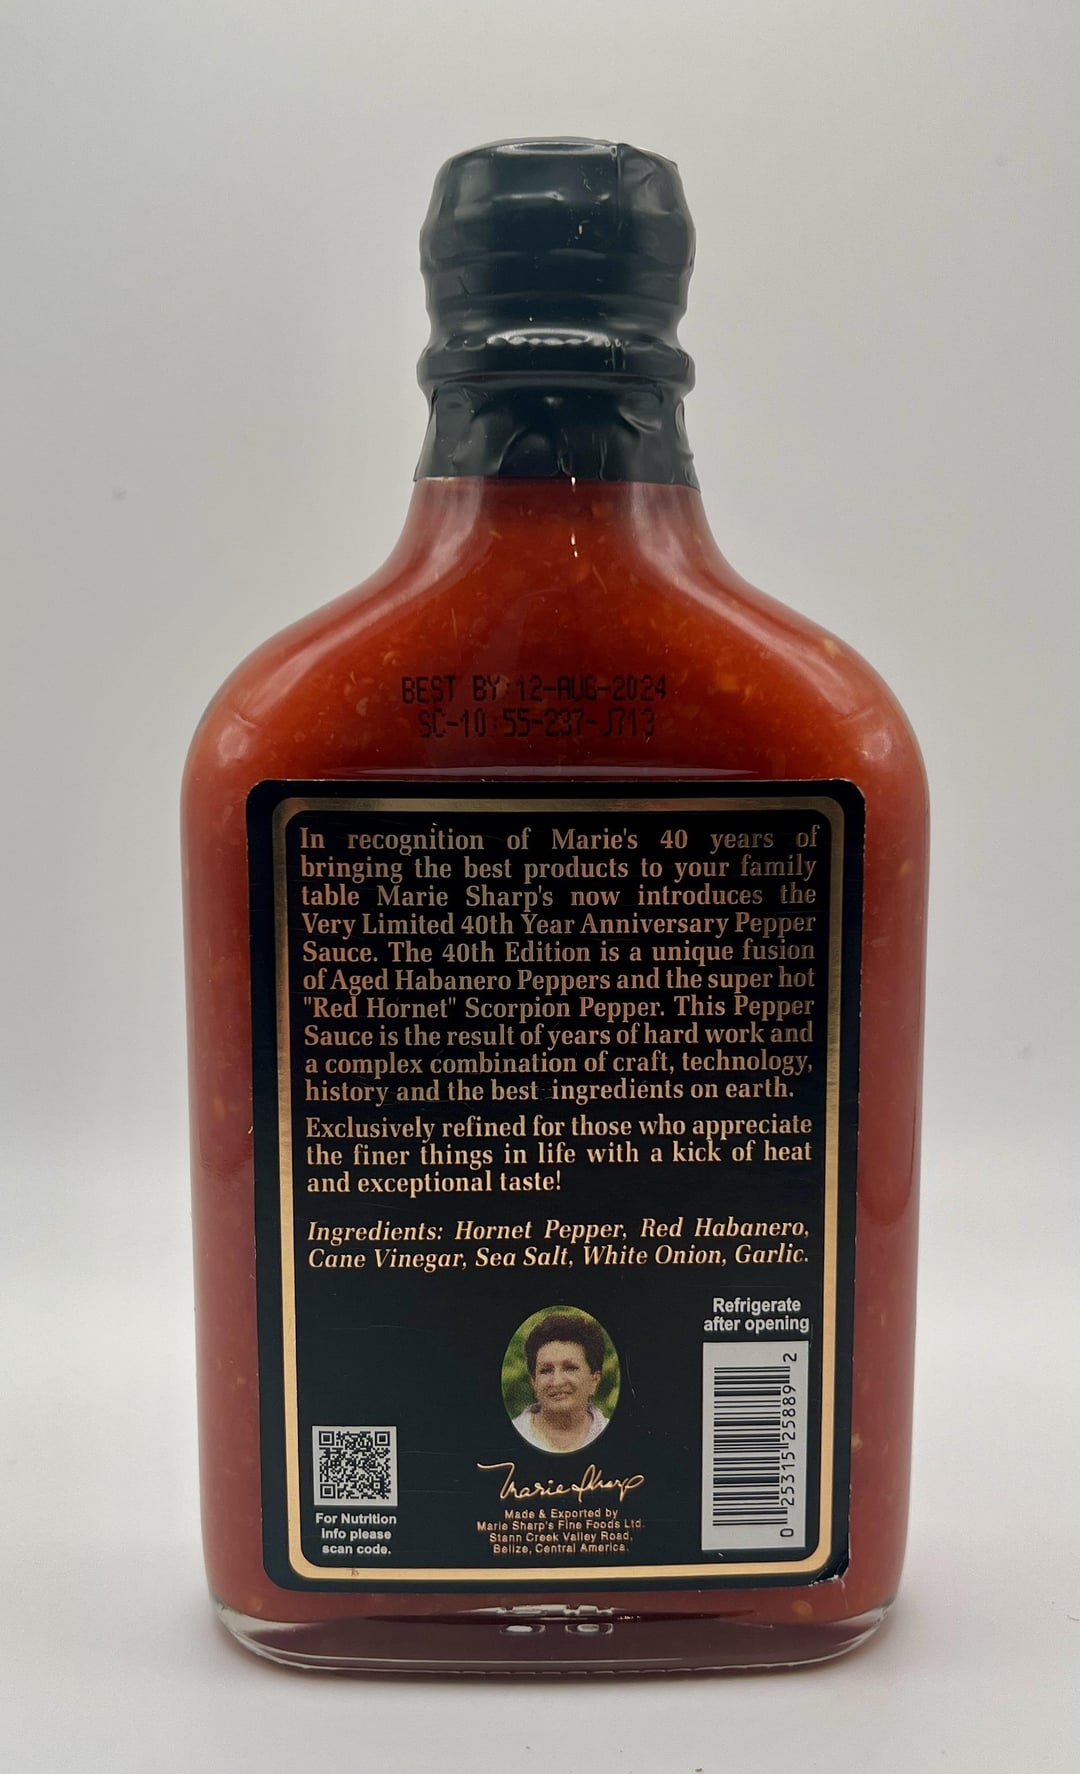 BEST BY:12-AUG-2024
SC-10:55-237-J713
In recognition of Marie's 40 years of
bringing the best products to your family
table Marie Sharp's now introduces the
Very Limited 40th Year Anniversary Pepper
Sauce. The 40th Edition is a unique fusion
of Aged Habanero Peppers and the super hot
"Red Hornet" Scorpion Pepper. This Pepper
Sauce is the result of years of hard work and
a complex combination of craft, technology,
history and the best ingredients on earth.
Exclusively refined for those who appreciate
the finer things in life with a kick of heat
and exceptional taste!
Ingredients: Hornet Pepper, Red Habanero,
Cane Vinegar, Sea Salt, White Onion, Garlic.
Refrigerate
after opening
0 25315 25889 2
For Nutrition
Info please
scan code.
Marie Sharp
Made & Exported by
Marie Sharp's Fine Foods Ltd.
Stann Creek Valley Road,
Belize, Central America.